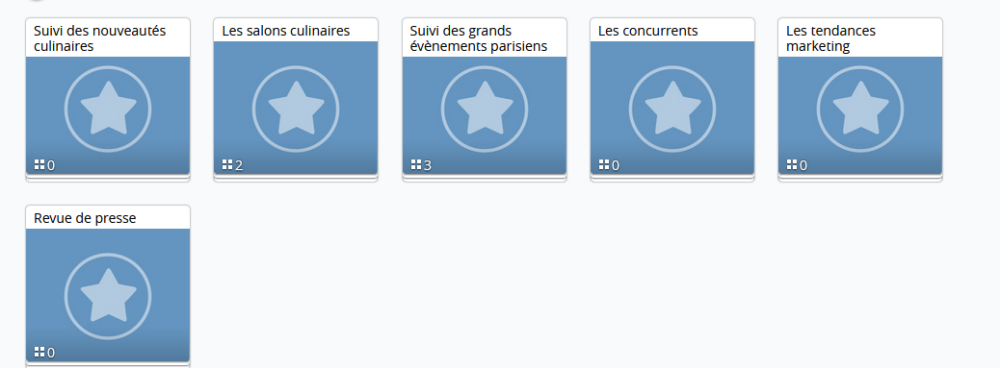 Suivi des nouveautés
culinaires
Les salons culinaires
Suivi des grands
évènements parisiens
Les concurrents
Les tendances
marketing
0
2
3
0
0
Revue de presse
0